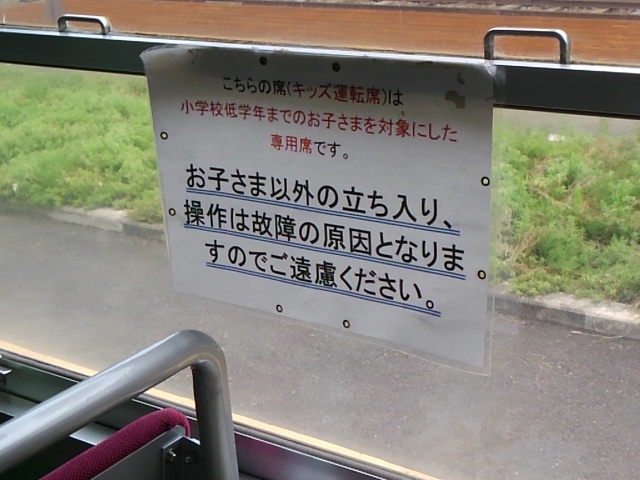 こちらの席(キッズ運転席)は
小学校低学年までのお子さまを対象にした
専用席です。
お子さま以外の立ち入り、
操作は故障の原因となりま
すのでご遠慮ください。